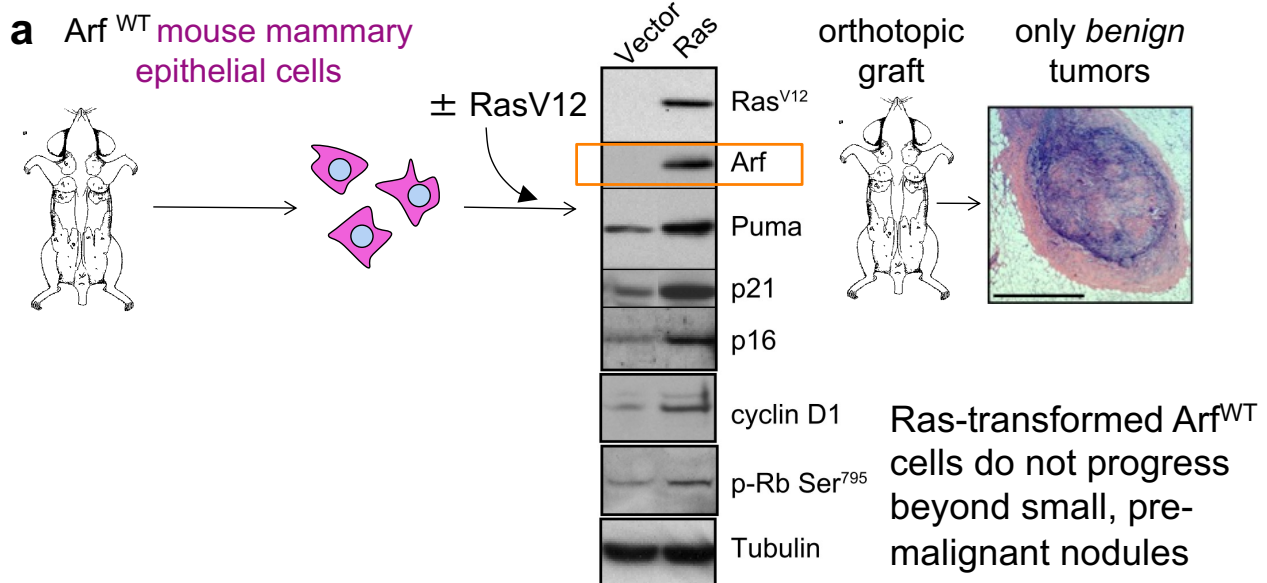 a Arf WT mouse mammary
epithelial cells
± RasV12
Vector
Ras
RasV12
Arf
Puma
p21
p16
cyclin D1
p-Rb Ser795
Tubulin
orthotopic
graft
only benign
tumors
Ras-transformed ArfWT
cells do not progress
beyond small, pre-
malignant nodules